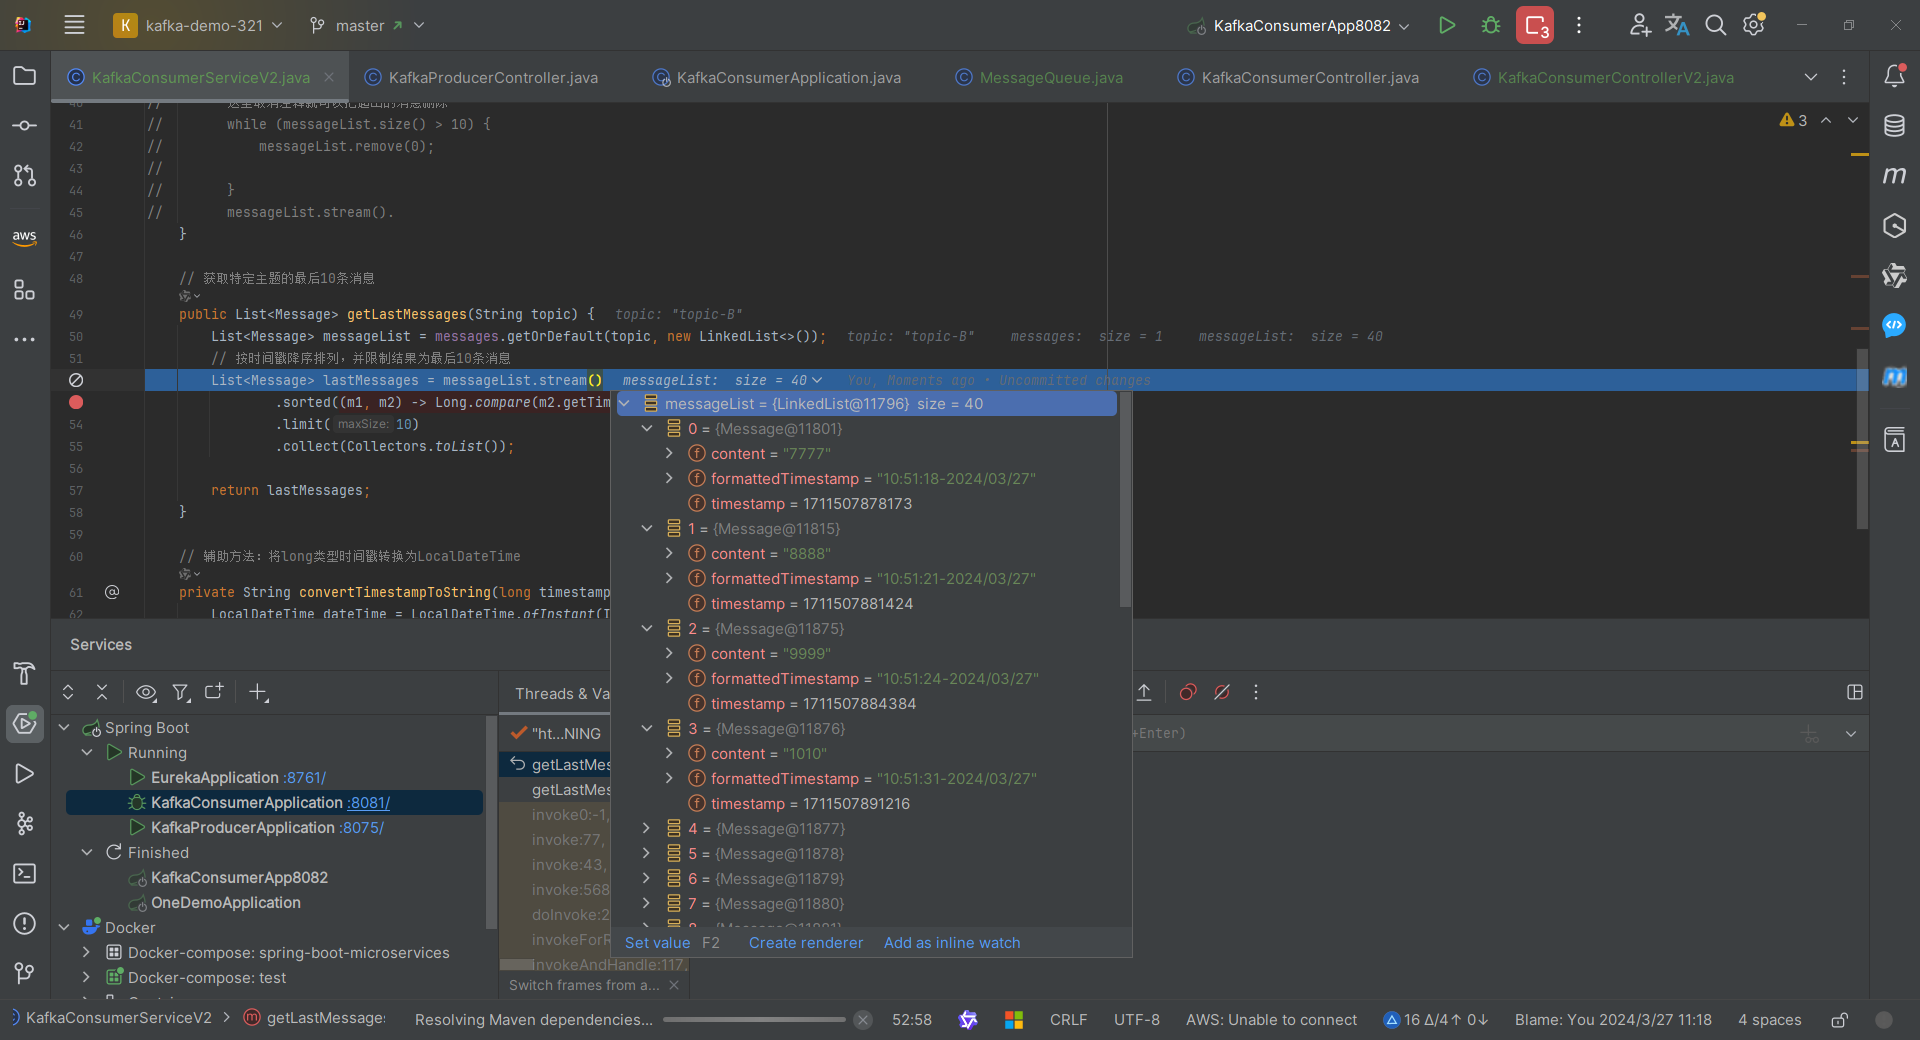 K kafka-demo-321 master KafkaConsumerApp8082 3
KafkaConsumerServiceV2.java KafkaProducerController.java KafkaConsumerApplication.java MessageQueue.java KafkaConsumerController.java KafkaConsumerControllerV2.java
41 // while (messageList.size() > 10) { 3
42 // messageList.remove(0);
43 //
44 // }
45 // messageList.stream().
46 }
47
48 // 获取特定主题的最后10条消息
49 public List<Message> getLastMessages(String topic) { topic: "topic-B"
50 List<Message> messageList = messages.getOrDefault(topic, new LinkedList<>()); topic: "topic-B" messages: size = 1 messageList: size = 40
51 // 按时间戳降序排列，并限制结果为最后10条消息
List<Message> lastMessages = messageList.stream() messageList: size = 40 You, Moments ago • Uncommitted changes
.sorted((m1, m2) -> Long.compare(m2.getTim
54 .limit( maxSize: 10)
55 .collect(Collectors.toList());
56
57 return lastMessages;
58 }
59
60 // 辅助方法：将long类型时间戳转换为LocalDateTime
61 @ private String convertTimestampToString(long timestamp
62 LocalDateTime dateTime = LocalDateTime.ofInstant(I
messageList = {LinkedList@11796} size = 40
0 = {Message@11801}
content = "7777"
formattedTimestamp = "10:51:18-2024/03/27"
timestamp = 1711507878173
1 = {Message@11815}
content = "8888"
formattedTimestamp = "10:51:21-2024/03/27"
timestamp = 1711507881424
2 = {Message@11875}
content = "9999"
formattedTimestamp = "10:51:24-2024/03/27"
timestamp = 1711507884384
3 = {Message@11876}
content = "1010"
formattedTimestamp = "10:51:31-2024/03/27"
timestamp = 1711507891216
4 = {Message@11877}
5 = {Message@11878}
6 = {Message@11879}
7 = {Message@11880}
Set value F2 Create renderer Add as inline watch
aws
Services
Spring Boot
Running
EurekaApplication :8761/
KafkaConsumerApplication :8081/
KafkaProducerApplication :8075/
Finished
KafkaConsumerApp8082
OneDemoApplication
Docker
Docker-compose: spring-boot-microservices
Docker-compose: test
Threads & Va
"ht...NING
+Enter)
getLastMes
getLastMes
invoke0:-1,
invoke:77,
invoke:43,
invoke:568
doInvoke:2
invokeForR
invokeAndHandle:117,
Switch frames from a...
KafkaConsumerServiceV2 > getLastMessages Resolving Maven dependencies... 52:58 CRLF UTF-8 AWS: Unable to connect 16 Δ/4↑ 0↓ Blame: You 2024/3/27 11:18 4 spaces